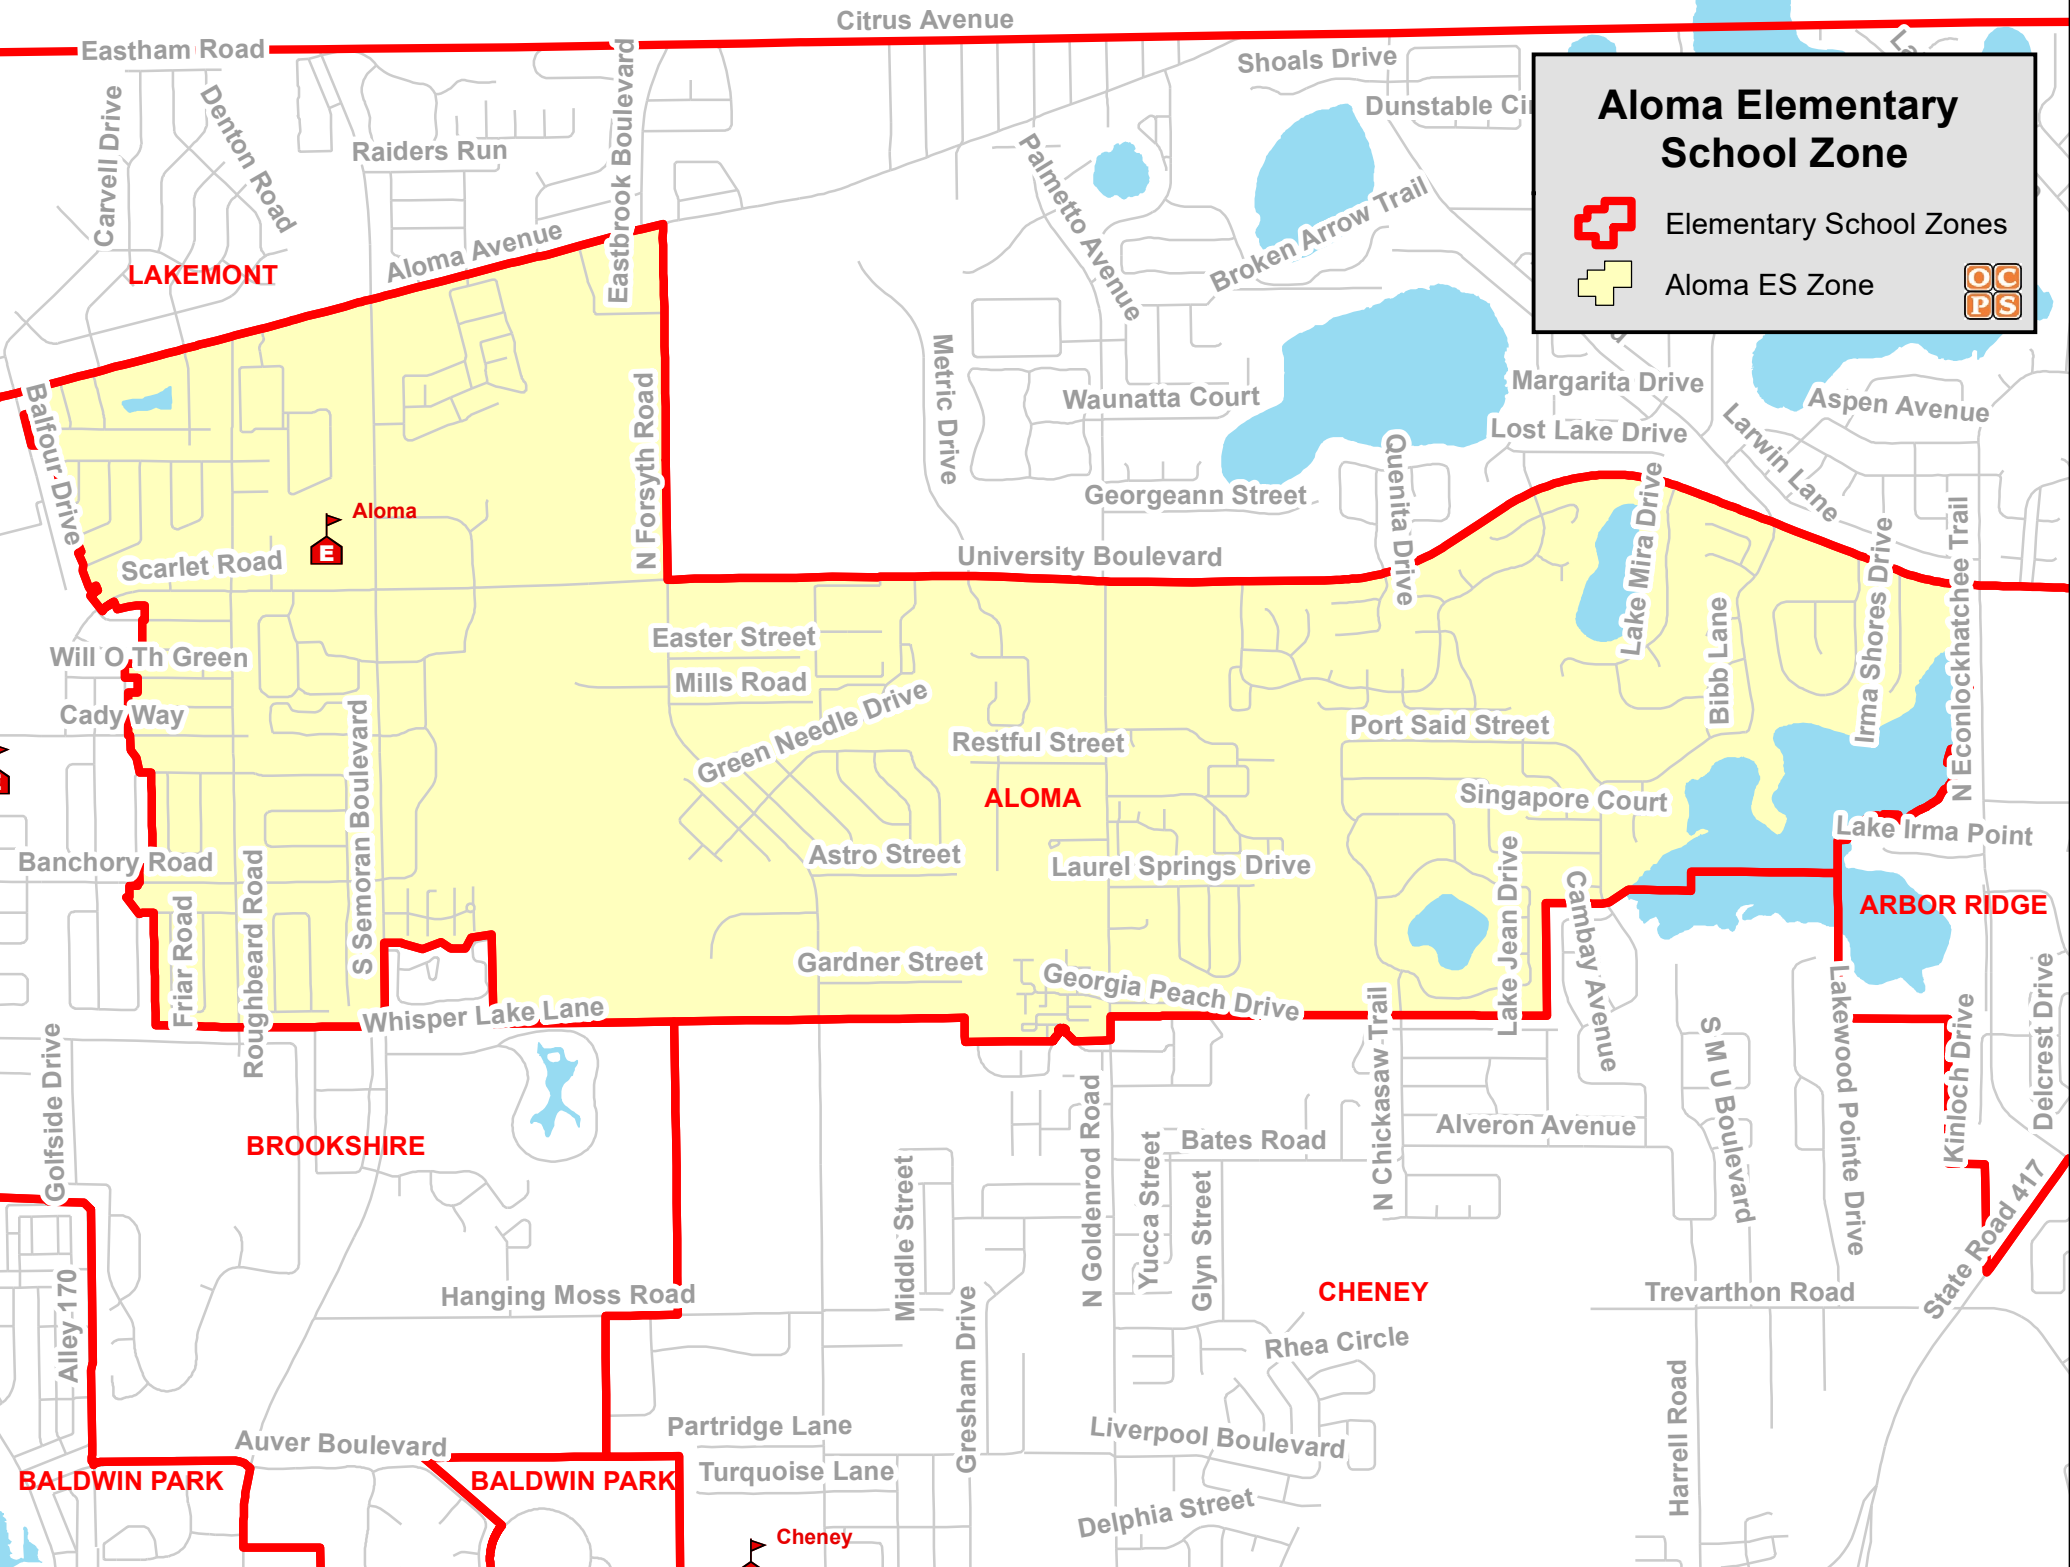 Citrus Avenue
Eastham Road
Shoals Drive
Dunstable Cir
Aloma Elementary
School Zone
Elementary School Zones
Aloma ES Zone
OC
PS
Carvell Drive
Denton Road
Raiders Run
Eastbrook Boulevard
Palmetto Avenue
Broken Arrow Trail
Aloma Avenue
LAKEMONT
Metric Drive
Waunatta Court
Margarita Drive
Aspen Avenue
Lost Lake Drive
Larwin Lane
Balfour Drive
N Forsyth Road
Georgeann Street
Quenita Drive
Lake Mira Drive
Aloma
E
Scarlet Road
University Boulevard
Irma Shores Drive
N Econlockhatchee Trail
Easter Street
Will O Th Green
Mills Road
Bibb Lane
Cady Way
Green Needle Drive
Restful Street
Port Said Street
ALOMA
Singapore Court
S Semoran Boulevard
Lake Irma Point
Banchory Road
Astro Street
Laurel Springs Drive
Lake Jean Drive
Cambay Avenue
ARBOR RIDGE
Friar Road
Roughbeard Road
Gardner Street
Georgia Peach Drive
Whisper Lake Lane
N Chickasaw Trail
Lakewood Pointe Drive
Kinloch Drive
Delcrest Drive
Golfside Drive
S M U Boulevard
BROOKSHIRE
N Goldenrod Road
Yucca Street
Bates Road
Alveron Avenue
Middle Street
Glyn Street
State Road 417
Alley 170
Hanging Moss Road
Gresham Drive
CHENEY
Trevarthon Road
Rhea Circle
Harrell Road
Auver Boulevard
Partridge Lane
Liverpool Boulevard
BALDWIN PARK
BALDWIN PARK
Turquoise Lane
Delphia Street
Cheney